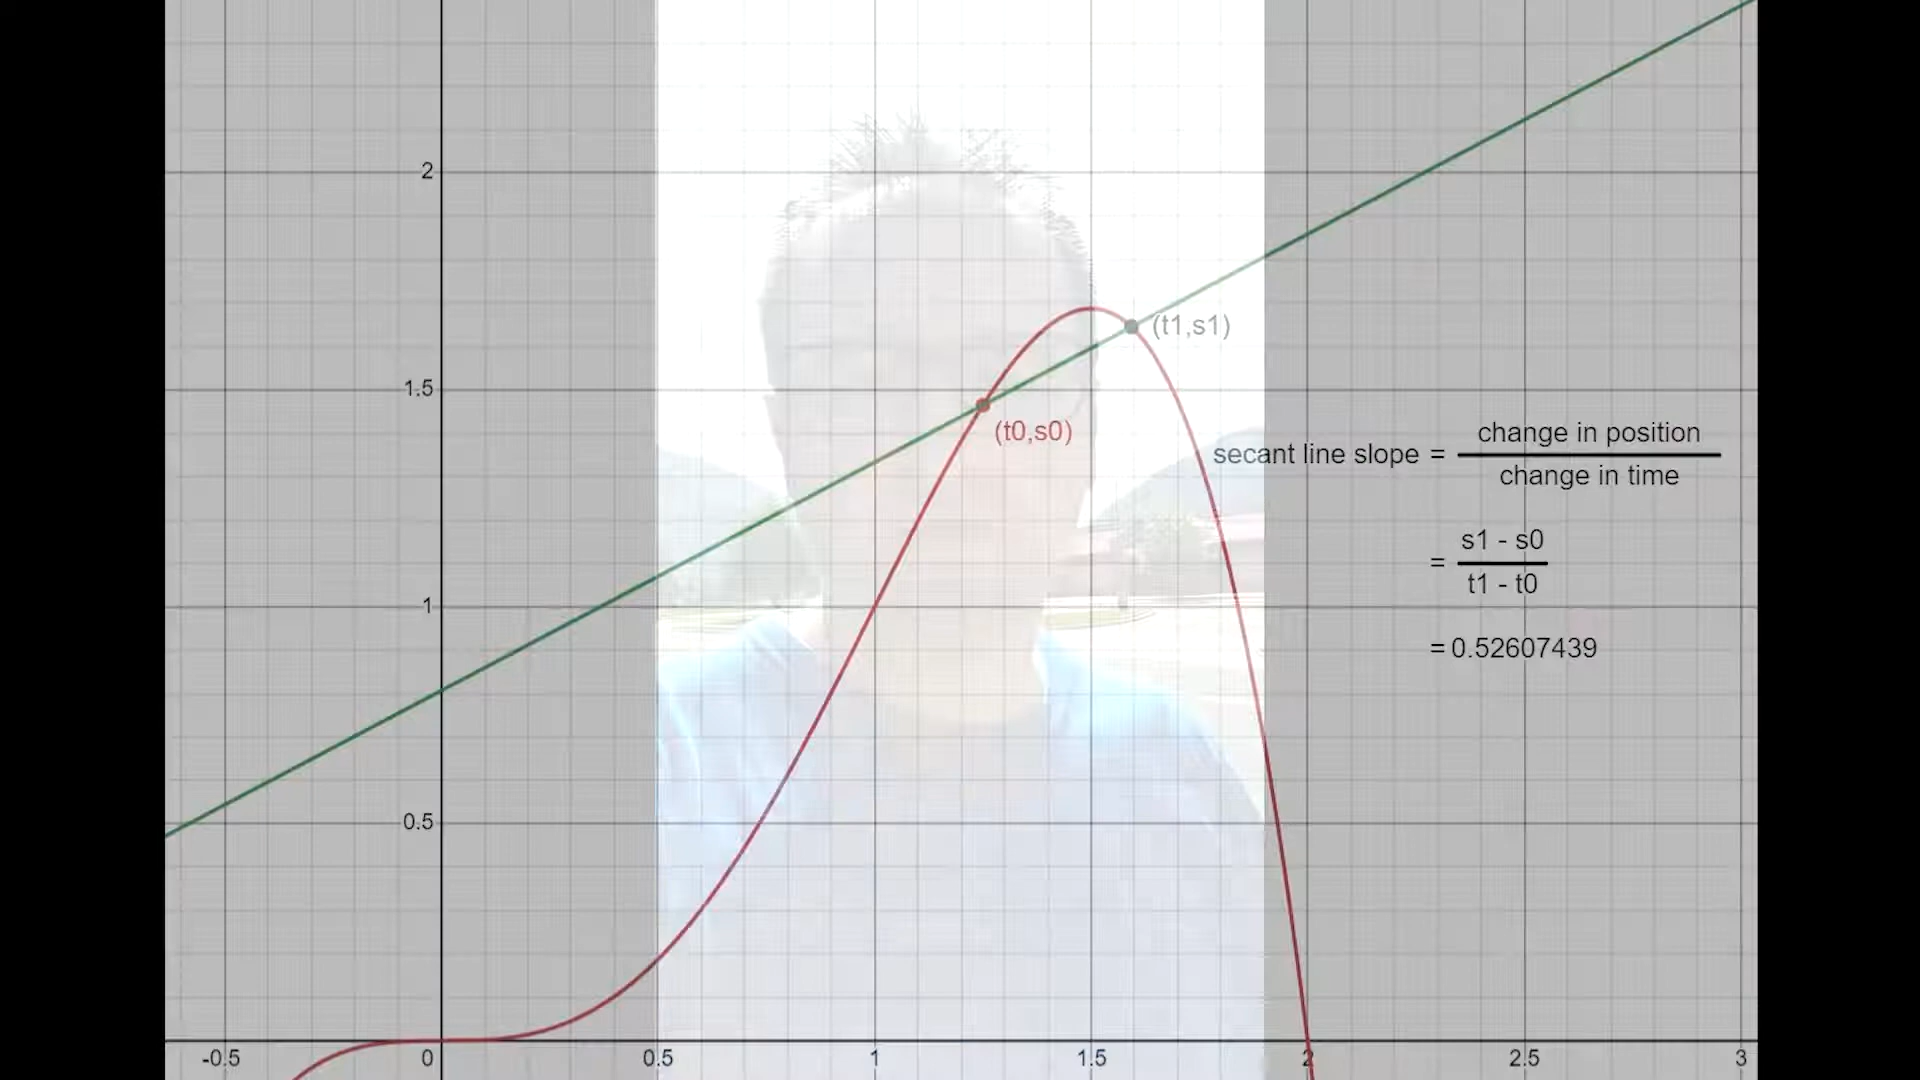 2
1.5
(t1,s1)
(t0,s0)
secant line slope = change in position
change in time
= s1 - s0
t1 - t0
= 0.52607439
1
0.5
-0.5 0 0.5 1 1.5 2 2.5 3